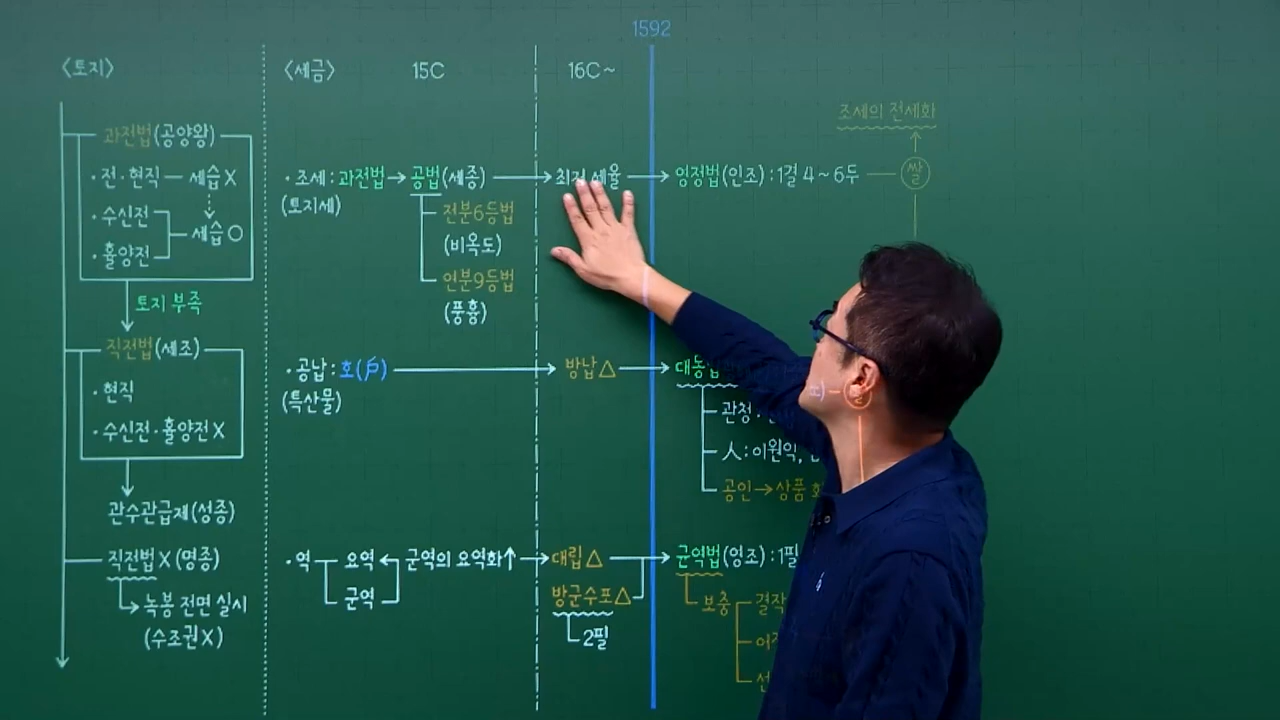 1592
〈토지〉
〈세금〉 15C 16C~
조세의 전세화
과전법(공양왕)
· 전·현직 — 세습 X
· 수신전
· 휼양전
세습 O
· 조세 : 과전법 → 공법(세종) → 최저 세율 → 영정법(인조) : 1결 4~6두 — 쌀
(토지세)
전분6등법
(비옥도)
연분9등법
(풍흉)
토지 부족
직전법(세조)
· 현직
· 수신전·휼양전 X
관수관급제(성종)
직전법 X (명종)
녹봉 전면 실시
(수조권 X)
· 공납 : 호(戶) → 방납△ → 대동법
(특산물)
관청 :
人 : 이원익,
공인 → 상품
· 역 요역 ← 군역의 요역화↑ → 대립△ → 균역법(영조) : 1필
군역
방군수포△
2필
보충
결작